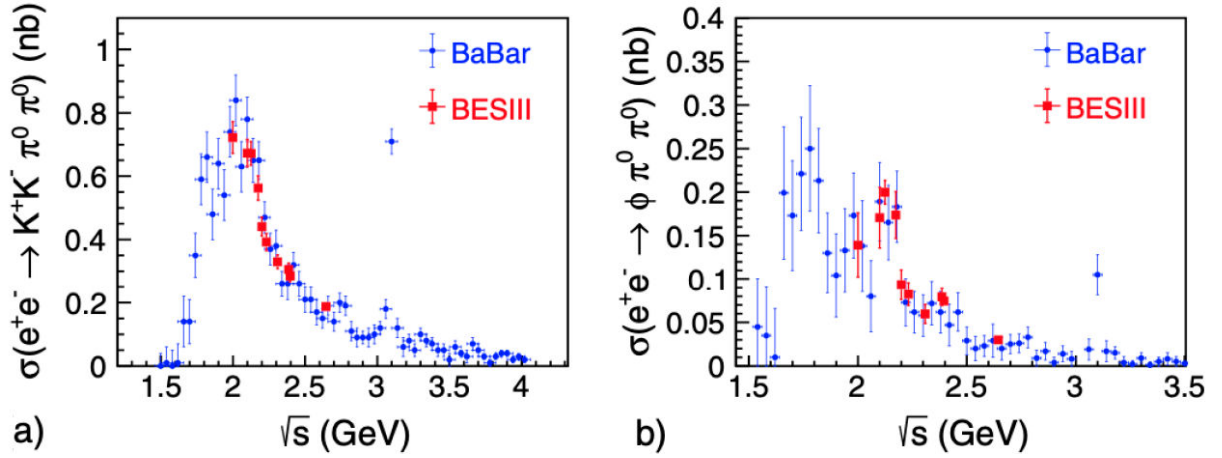 σ(e⁺e⁻ → K⁺K⁻ π⁰ π⁰) (nb)
1
0.8
0.6
0.4
0.2
0
BaBar
BESIII
1.5 2 2.5 3 3.5 4
√s (GeV)
a)
σ(e⁺e⁻ → ϕ π⁰ π⁰) (nb)
0.4
0.35
0.3
0.25
0.2
0.15
0.1
0.05
0
BaBar
BESIII
1.5 2 2.5 3 3.5
√s (GeV)
b)